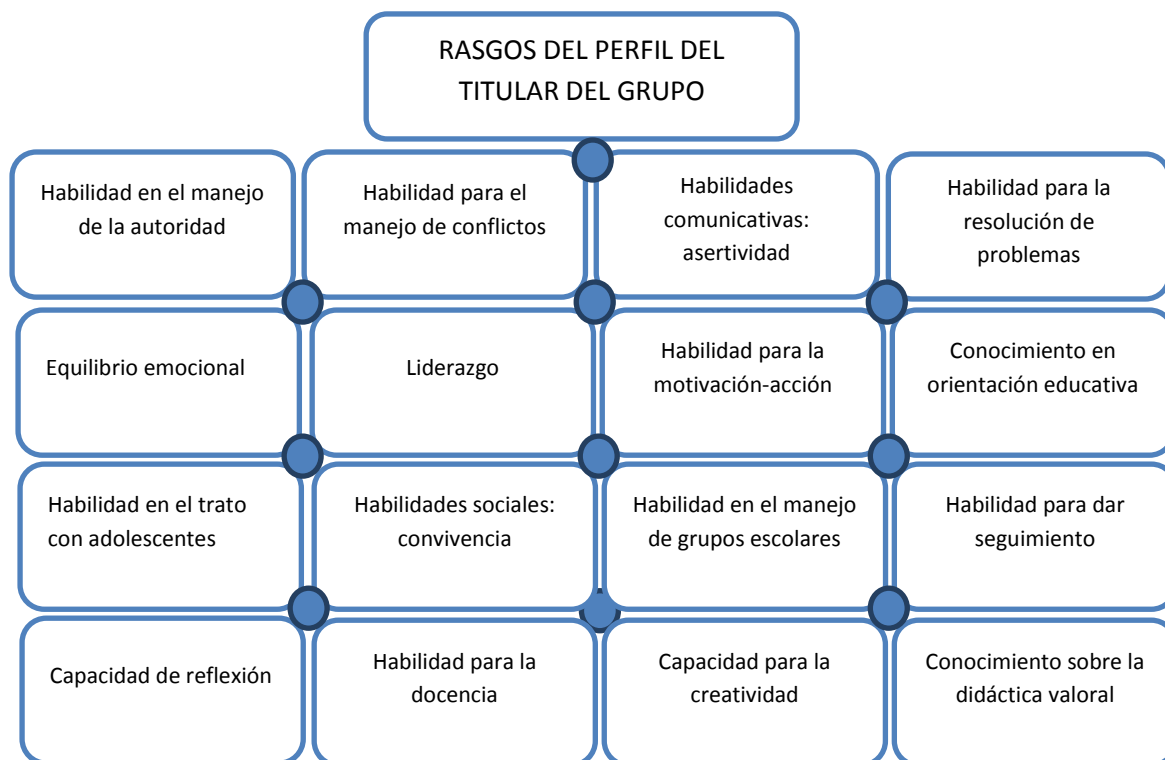 RASGOS DEL PERFIL DEL
TITULAR DEL GRUPO
Habilidad en el manejo
de la autoridad
Habilidad para el
manejo de conflictos
Habilidades
comunicativas:
asertividad
Habilidad para la
resolución de
problemas
Equilibrio emocional
Liderazgo
Habilidad para la
motivación-acción
Conocimiento en
orientación educativa
Habilidad en el trato
con adolescentes
Habilidades sociales:
convivencia
Habilidad en el manejo
de grupos escolares
Habilidad para dar
seguimiento
Capacidad de reflexión
Habilidad para la
docencia
Capacidad para la
creatividad
Conocimiento sobre la
didáctica valoral